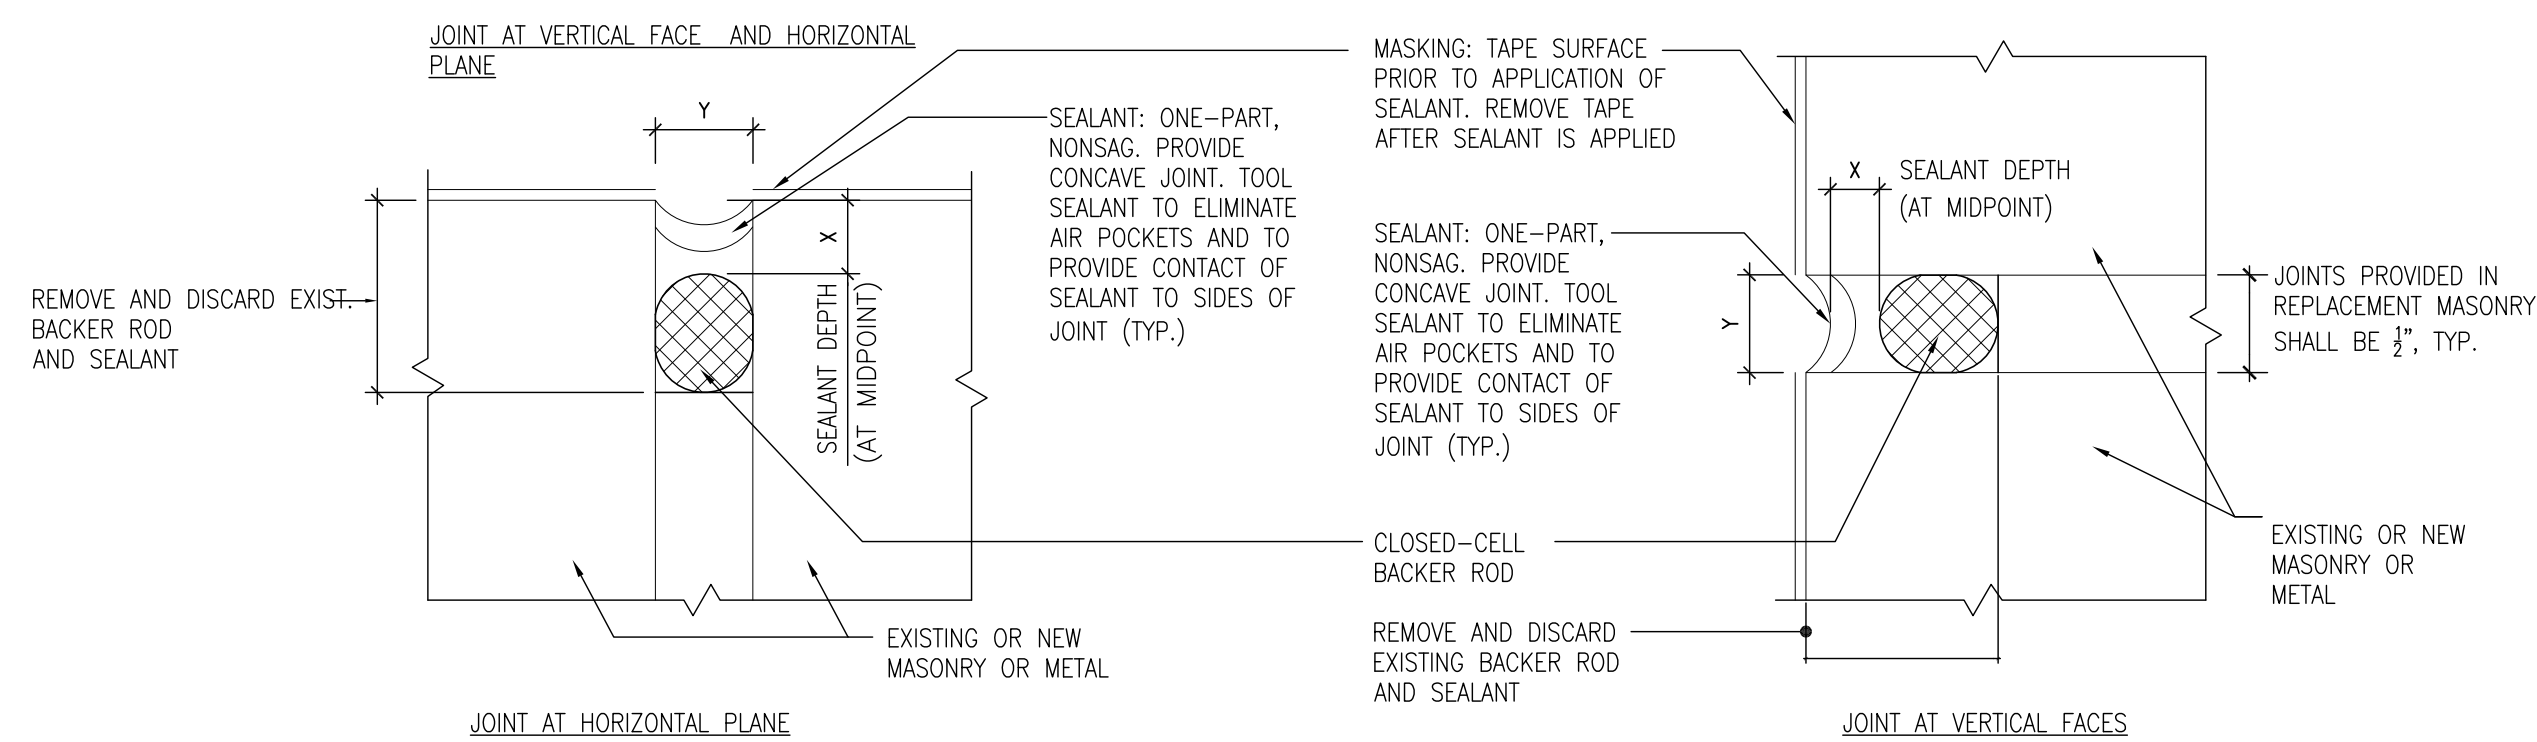 JOINT AT VERTICAL FACE AND HORIZONTAL
PLANE
Y
SEALANT: ONE-PART,
NONSAG. PROVIDE
CONCAVE JOINT. TOOL
SEALANT TO ELIMINATE
AIR POCKETS AND TO
PROVIDE CONTACT OF
SEALANT TO SIDES OF
JOINT (TYP.)
X
SEALANT DEPTH
(AT MIDPOINT)
REMOVE AND DISCARD EXIST.
BACKER ROD
AND SEALANT
EXISTING OR NEW
MASONRY OR METAL
JOINT AT HORIZONTAL PLANE
MASKING: TAPE SURFACE
PRIOR TO APPLICATION OF
SEALANT. REMOVE TAPE
AFTER SEALANT IS APPLIED
X
SEALANT DEPTH
(AT MIDPOINT)
SEALANT: ONE-PART,
NONSAG. PROVIDE
CONCAVE JOINT. TOOL
SEALANT TO ELIMINATE
AIR POCKETS AND TO
PROVIDE CONTACT OF
SEALANT TO SIDES OF
JOINT (TYP.)
Y
JOINTS PROVIDED IN
REPLACEMENT MASONRY
SHALL BE ½", TYP.
CLOSED-CELL
BACKER ROD
EXISTING OR NEW
MASONRY OR
METAL
REMOVE AND DISCARD
EXISTING BACKER ROD
AND SEALANT
JOINT AT VERTICAL FACES